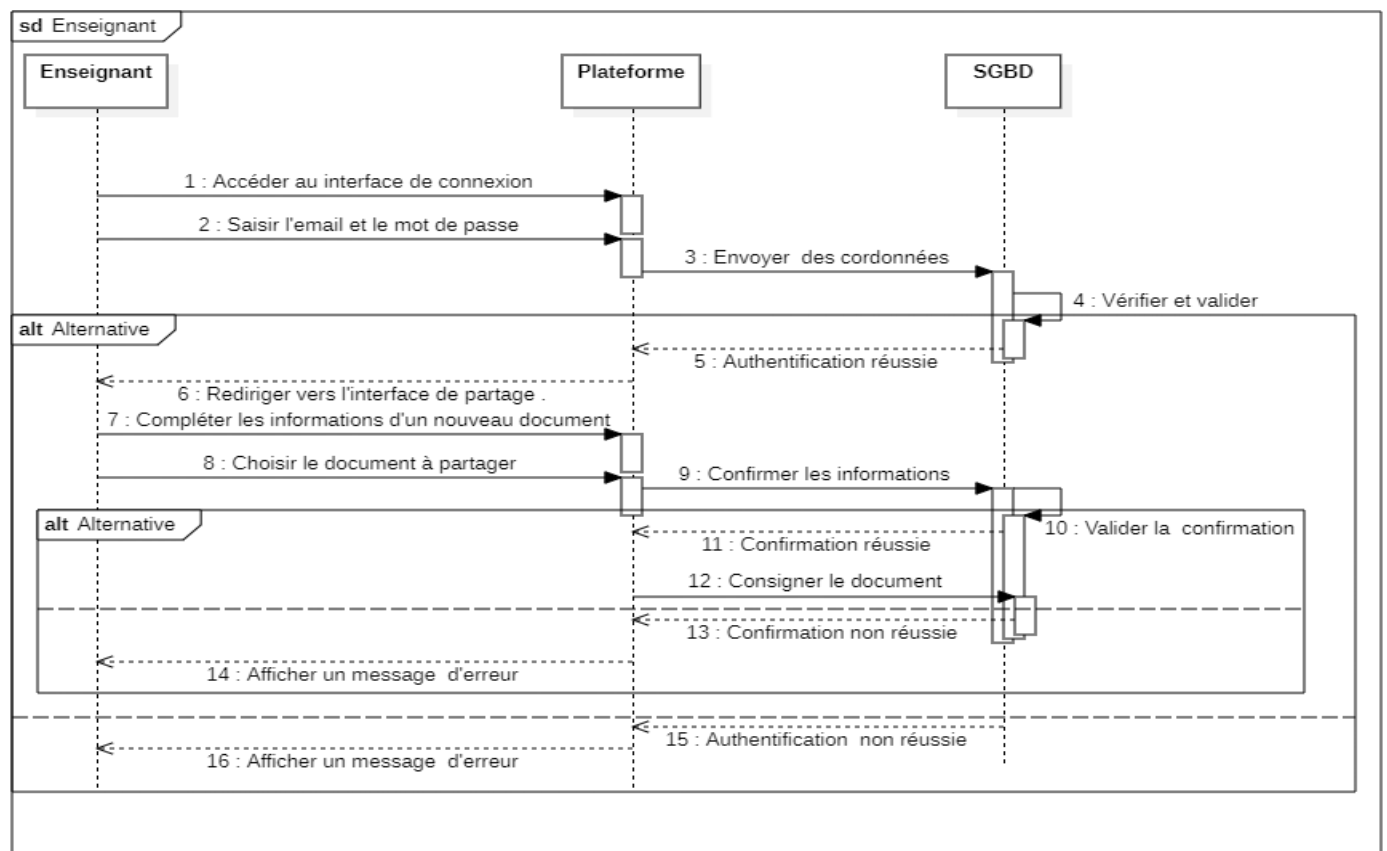 sd Enseignant
Enseignant
Plateforme
SGBD
1 : Accéder au interface de connexion
2 : Saisir l'email et le mot de passe
3 : Envoyer  des cordonnées
4 : Vérifier et valider
alt Alternative
5 : Authentification réussie
6 : Rediriger vers l'interface de partage .
7 : Compléter les informations d'un nouveau document
8 : Choisir le document à partager
9 : Confirmer les informations
alt Alternative
10 : Valider la  confirmation
11 : Confirmation réussie
12 : Consigner le document
13 : Confirmation non réussie
14 : Afficher un message  d'erreur
15 : Authentification  non réussie
16 : Afficher un message  d'erreur